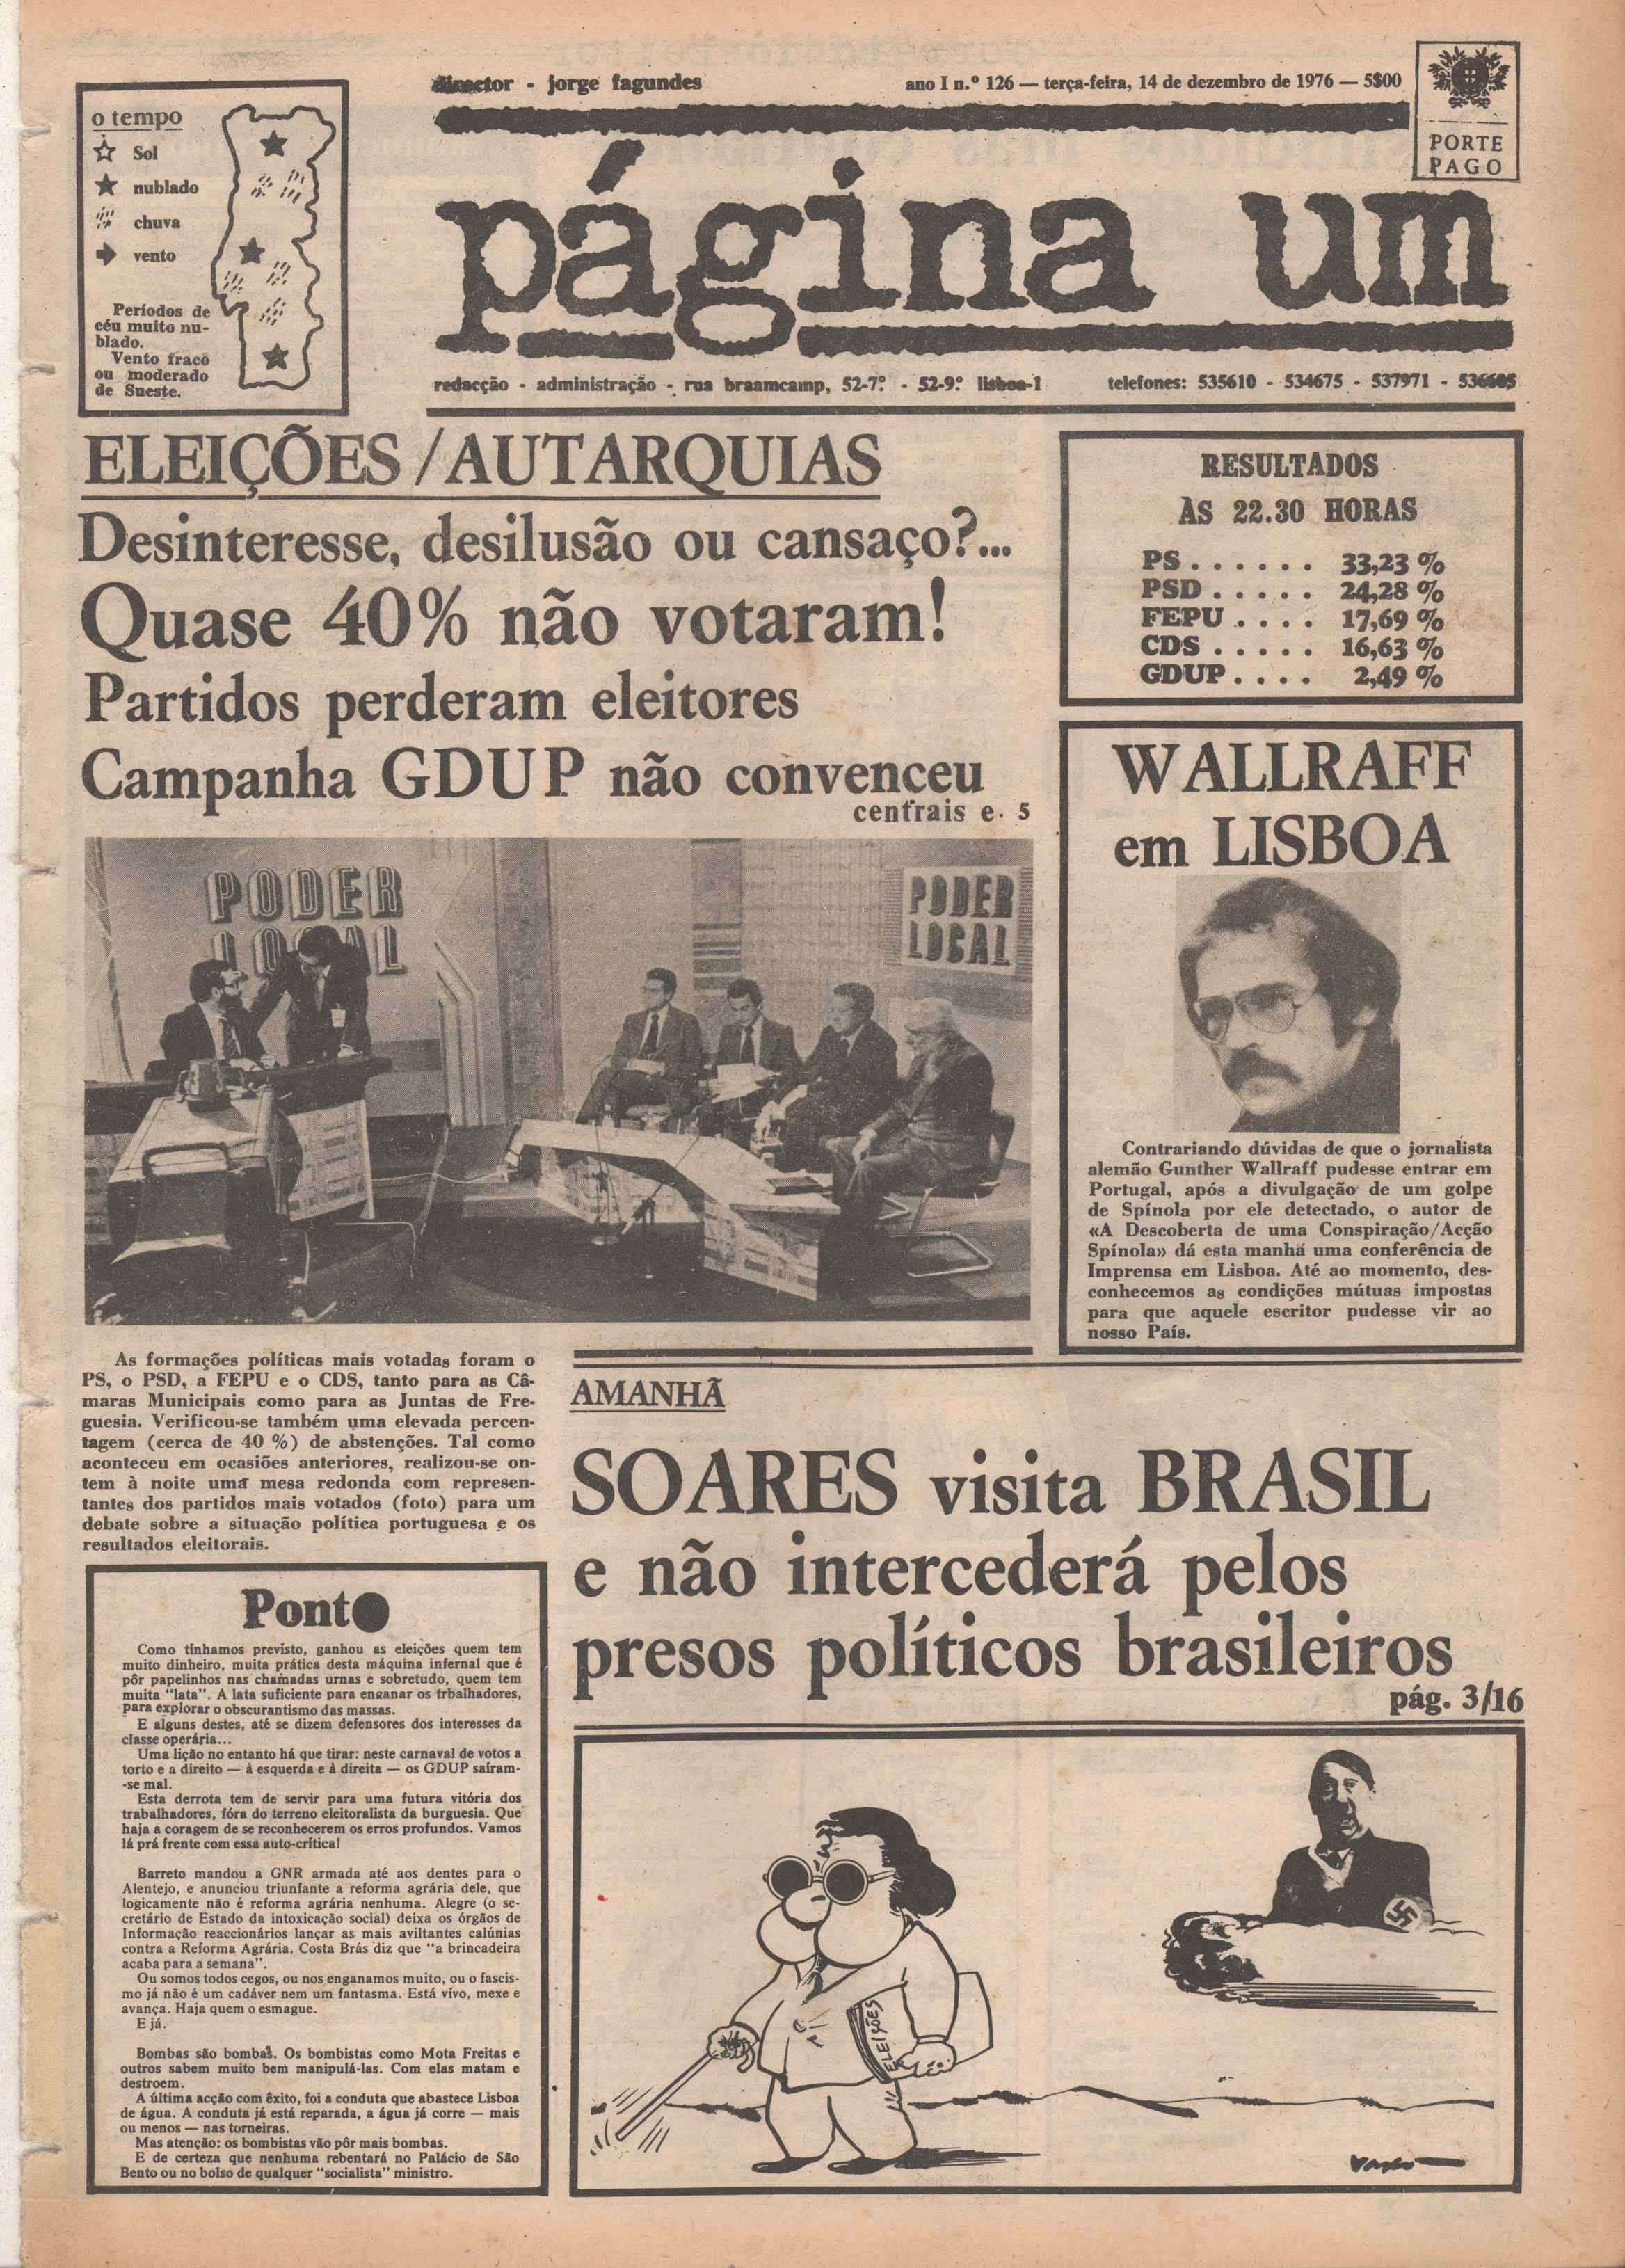 director - jorge fagundes
ano I n.º 126 — terça-feira, 14 de dezembro de 1976 — 5$00
PORTE
PAGO
o tempo
Sol
nublado
chuva
vento
Períodos de
céu muito nu-
blado.
Vento fraco
ou moderado
de Sueste.
página um
redacção - administração - rua braamcamp, 52-7.º - 52-9.º lisboa-1
telefones: 535610 - 534675 - 537971 - 536605
ELEIÇÕES/AUTARQUIAS
Desinteresse, desilusão ou cansaço?...
Quase 40% não votaram!
Partidos perderam eleitores
Campanha GDUP não convenceu
centrais e 5
RESULTADOS
ÀS 22.30 HORAS
PS . . . . . . 33,23 %
PSD . . . . . 24,28 %
FEPU . . . . 17,69 %
CDS . . . . . 16,63 %
GDUP . . . . 2,49 %
WALLRAFF
em LISBOA
PODER
LOCAL
PODER
LOCAL
Contrariando dúvidas de que o jornalista
alemão Gunther Wallraff pudesse entrar em
Portugal, após a divulgação de um golpe
de Spínola por ele detectado, o autor de
«A Descoberta de uma Conspiração/Acção
Spínola» dá esta manhã uma conferência de
Imprensa em Lisboa. Até ao momento, des-
conhecemos as condições mútuas impostas
para que aquele escritor pudesse vir ao
nosso País.
As formações políticas mais votadas foram o
PS, o PSD, a FEPU e o CDS, tanto para as Câ-
maras Municipais como para as Juntas de Fre-
guesia. Verificou-se também uma elevada percen-
tagem (cerca de 40 %) de abstenções. Tal como
aconteceu em ocasiões anteriores, realizou-se on-
tem à noite uma mesa redonda com represen-
tantes dos partidos mais votados (foto) para um
debate sobre a situação política portuguesa e os
resultados eleitorais.
AMANHÃ
SOARES visita BRASIL
e não intercederá pelos
presos políticos brasileiros
pág. 3/16
Ponto
Como tínhamos previsto, ganhou as eleições quem tem
muito dinheiro, muita prática desta máquina infernal que é
pôr papelinhos nas chamadas urnas e sobretudo, quem tem
muita "lata". A lata suficiente para enganar os trbalhadores,
para explorar o obscurantismo das massas.
E alguns destes, até se dizem defensores dos interesses da
classe operária...
Uma lição no entanto há que tirar: neste carnaval de votos a
torto e a direito — à esquerda e à direita — os GDUP saíram-
-se mal.
Esta derrota tem de servir para uma futura vitória dos
trabalhadores, fóra do terreno eleitoralista da burguesia. Que
haja a coragem de se reconhecerem os erros profundos. Vamos
lá prá frente com essa auto-crítica!
Barreto mandou a GNR armada até aos dentes para o
Alentejo, e anunciou triunfante a reforma agrária dele, que
logicamente não é reforma agrária nenhuma. Alegre (o se-
cretário de Estado da intoxicação social) deixa os órgãos de
Informação reaccionários lançar as mais aviltantes calúnias
contra a Reforma Agrária. Costa Brás diz que "a brincadeira
acaba para a semana".
Ou somos todos cegos, ou nos enganamos muito, ou o fascis-
mo já não é um cadáver nem um fantasma. Está vivo, mexe e
avança. Haja quem o esmague.
E já.
Bombas são bombas. Os bombistas como Mota Freitas e
outros sabem muito bem manipulá-las. Com elas matam e
destroem.
A última acção com êxito, foi a conduta que abastece Lisboa
de água. A conduta já está reparada, a água já corre — mais
ou menos — nas torneiras.
Mas atenção: os bombistas vão pôr mais bombas.
E de certeza que nenhuma rebentará no Palácio de São
Bento ou no bolso de qualquer "socialista" ministro.
ELEIÇÕES
vasco